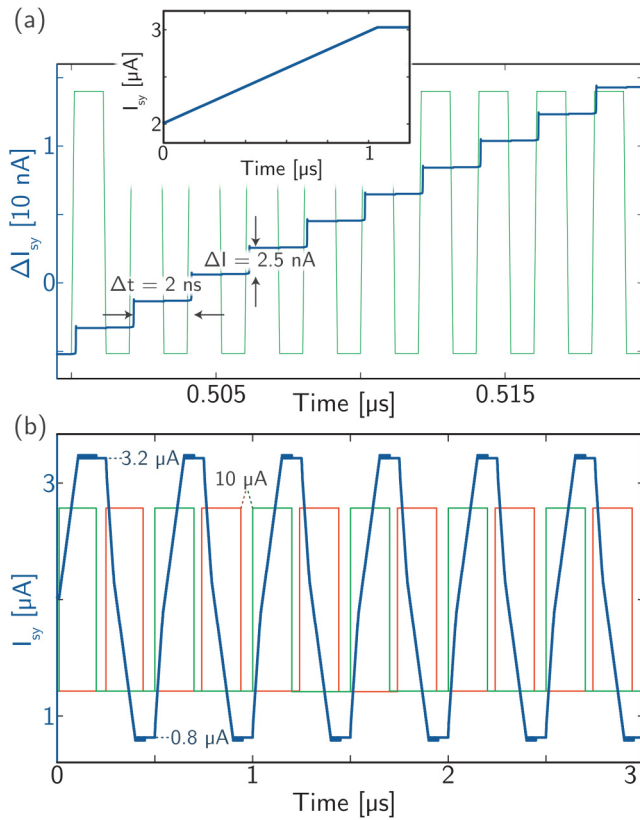 (a)
3
2
I_sy [μA]
0
1
Time [μs]
1
0
ΔI_sy [10 nA]
ΔI = 2.5 nA
Δt = 2 ns
0.505
0.515
Time [μs]
(b)
3.2 μA
10 μA
3
1
I_sy [μA]
0.8 μA
0
1
2
3
Time [μs]